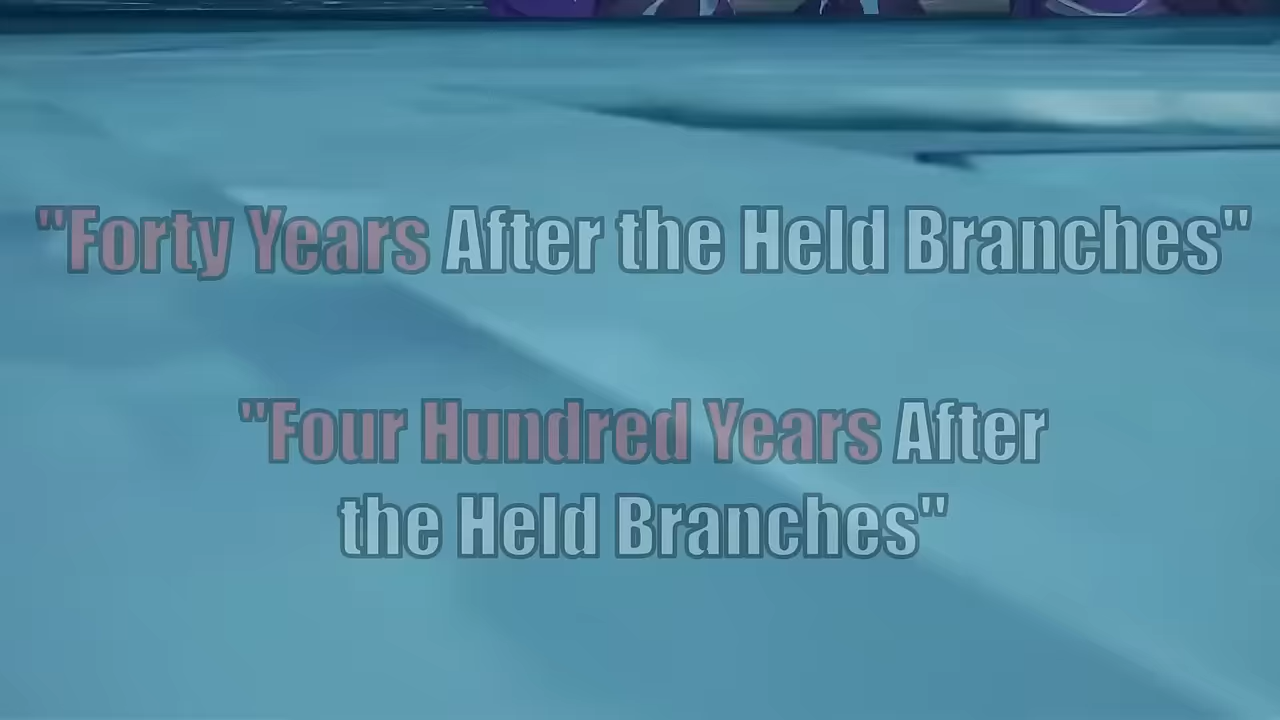 "Forty Years After the Held Branches"
"Four Hundred Years After
the Held Branches"